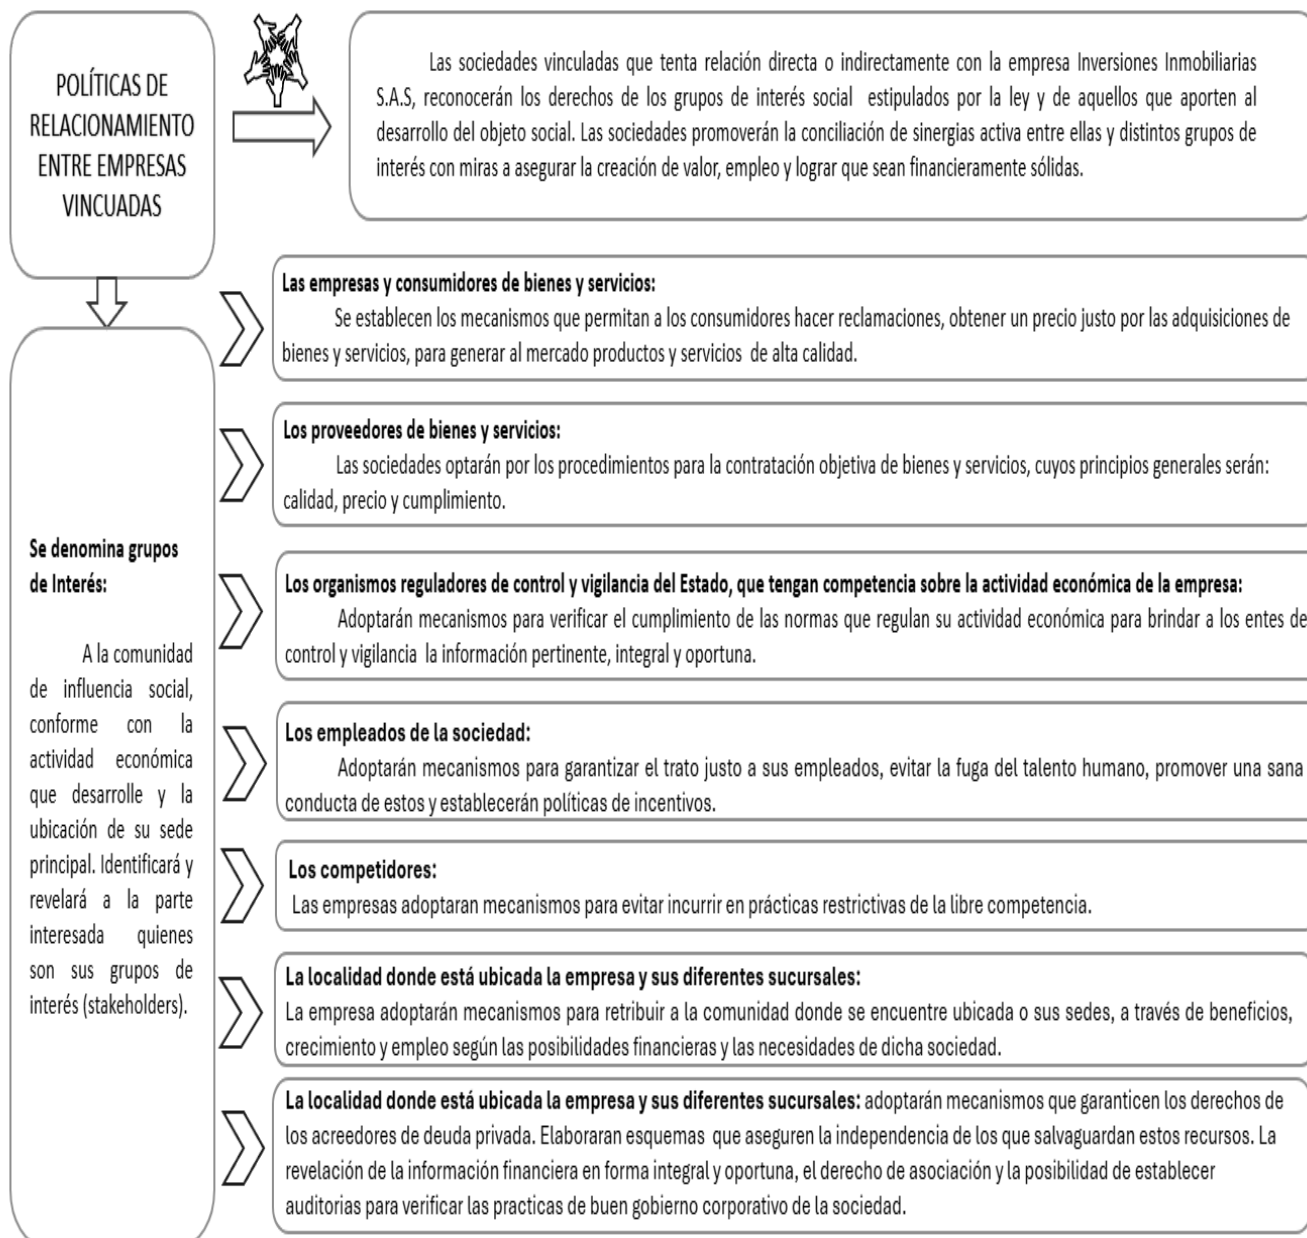 POLÍTICAS DE
RELACIONAMIENTO
ENTRE EMPRESAS
VINCUADAS
Las sociedades vinculadas que tenta relación directa o indirectamente con la empresa Inversiones Inmobiliarias
S.A.S, reconocerán los derechos de los grupos de interés social estipulados por la ley y de aquellos que aporten al
desarrollo del objeto social. Las sociedades promoverán la conciliación de sinergias activa entre ellas y distintos grupos de
interés con miras a asegurar la creación de valor, empleo y lograr que sean financieramente sólidas.
Se denomina grupos
de Interés:
A la comunidad
de influencia social,
conforme con la
actividad económica
que desarrolle y la
ubicación de su sede
principal. Identificará y
revelará a la parte
interesada quienes
son sus grupos de
interés (stakeholders).
Las empresas y consumidores de bienes y servicios:
Se establecen los mecanismos que permitan a los consumidores hacer reclamaciones, obtener un precio justo por las adquisiciones de
bienes y servicios, para generar al mercado productos y servicios de alta calidad.
Los proveedores de bienes y servicios:
Las sociedades optarán por los procedimientos para la contratación objetiva de bienes y servicios, cuyos principios generales serán:
calidad, precio y cumplimiento.
Los organismos reguladores de control y vigilancia del Estado, que tengan competencia sobre la actividad económica de la empresa:
Adoptarán mecanismos para verificar el cumplimiento de las normas que regulan su actividad económica para brindar a los entes de
control y vigilancia la información pertinente, integral y oportuna.
Los empleados de la sociedad:
Adoptarán mecanismos para garantizar el trato justo a sus empleados, evitar la fuga del talento humano, promover una sana
conducta de estos y establecerán políticas de incentivos.
Los competidores:
Las empresas adoptaran mecanismos para evitar incurrir en prácticas restrictivas de la libre competencia.
La localidad donde está ubicada la empresa y sus diferentes sucursales:
La empresa adoptarán mecanismos para retribuir a la comunidad donde se encuentre ubicada o sus sedes, a través de beneficios,
crecimiento y empleo según las posibilidades financieras y las necesidades de dicha sociedad.
La localidad donde está ubicada la empresa y sus diferentes sucursales: adoptarán mecanismos que garanticen los derechos de
los acreedores de deuda privada. Elaboraran esquemas que aseguren la independencia de los que salvaguardan estos recursos. La
revelación de la información financiera en forma integral y oportuna, el derecho de asociación y la posibilidad de establecer
auditorias para verificar las practicas de buen gobierno corporativo de la sociedad.